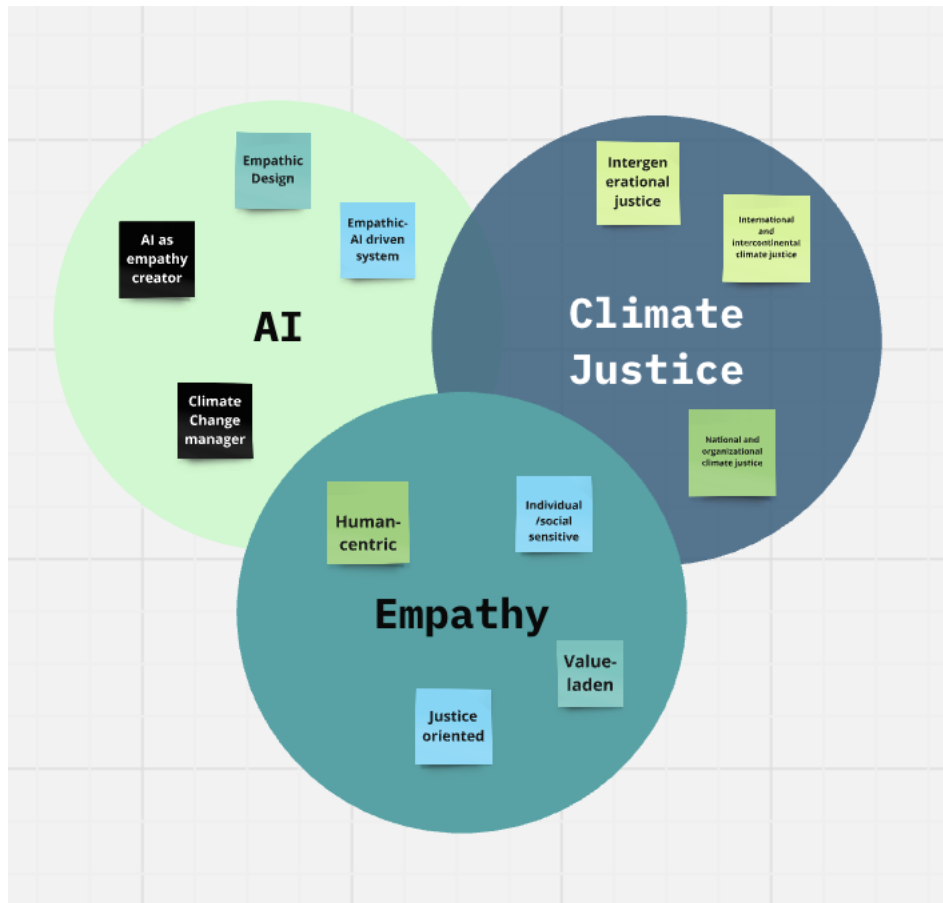 Empathic
Design
AI as
empathy
creator
Empathic-
AI driven
system
AI
Climate
Change
manager
Intergen
erational
justice
International
and
intercontinental
climate justice
Climate
Justice
National and
organizational
climate justice
Human-
centric
Individual
/social
sensitive
Empathy
Value-
laden
Justice
oriented